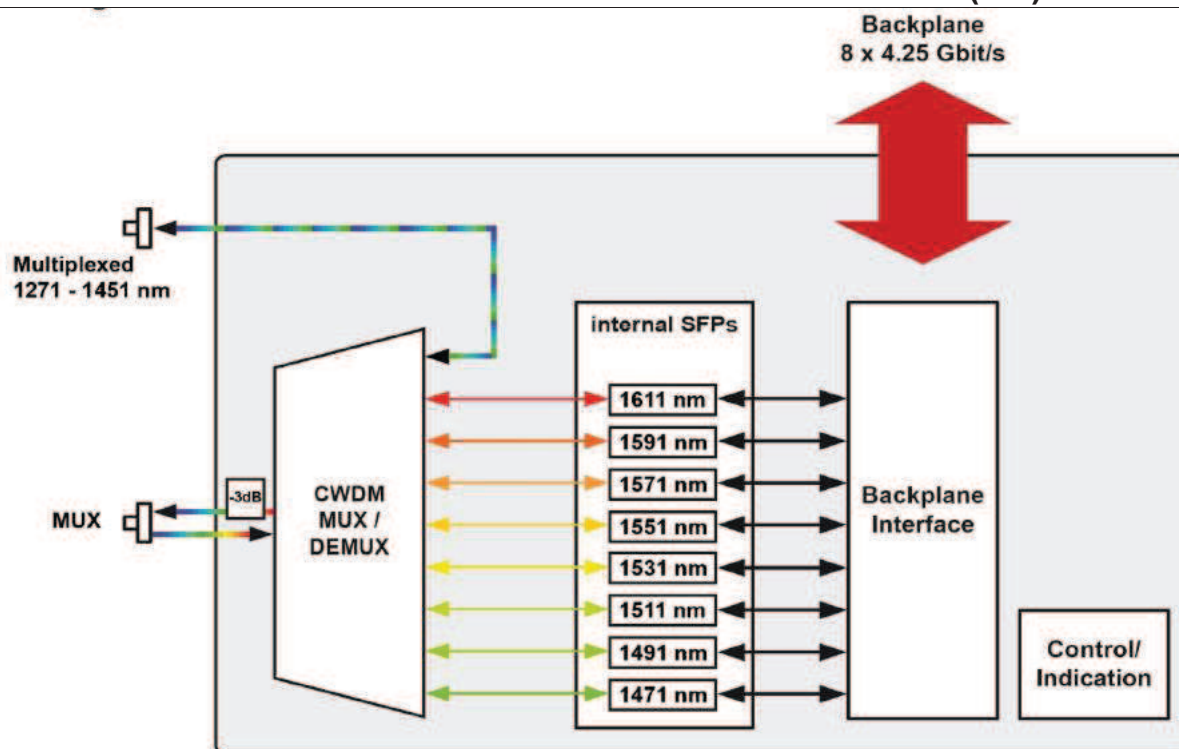 Backplane
8 x 4.25 Gbit/s
Multiplexed
1271 - 1451 nm
internal SFPs
1611 nm
1591 nm
1571 nm
1551 nm
1531 nm
1511 nm
1491 nm
1471 nm
-3dB
MUX
CWDM
MUX /
DEMUX
Backplane
Interface
Control/
Indication